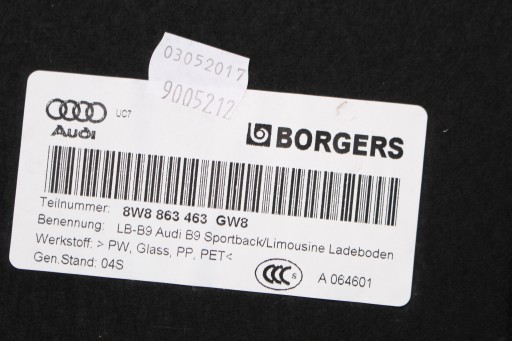 03052017
9005212
Audi
UC7
BORGERS
Teilnummer: 8W8 863 463 GW8
Benennung: LB-B9 Audi B9 Sportback/Limousine Ladeboden
Werkstoff: > PW, Glass, PP, PET<
Gen.Stand: 04S
CCC S
A 064601